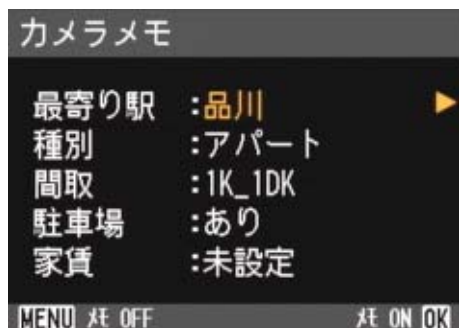 カメラメモ
最寄り駅 :品川
種別 :アパート
間取 :1K_1DK
駐車場 :あり
家賃 :未設定
MENU メモ OFF メモ ON OK